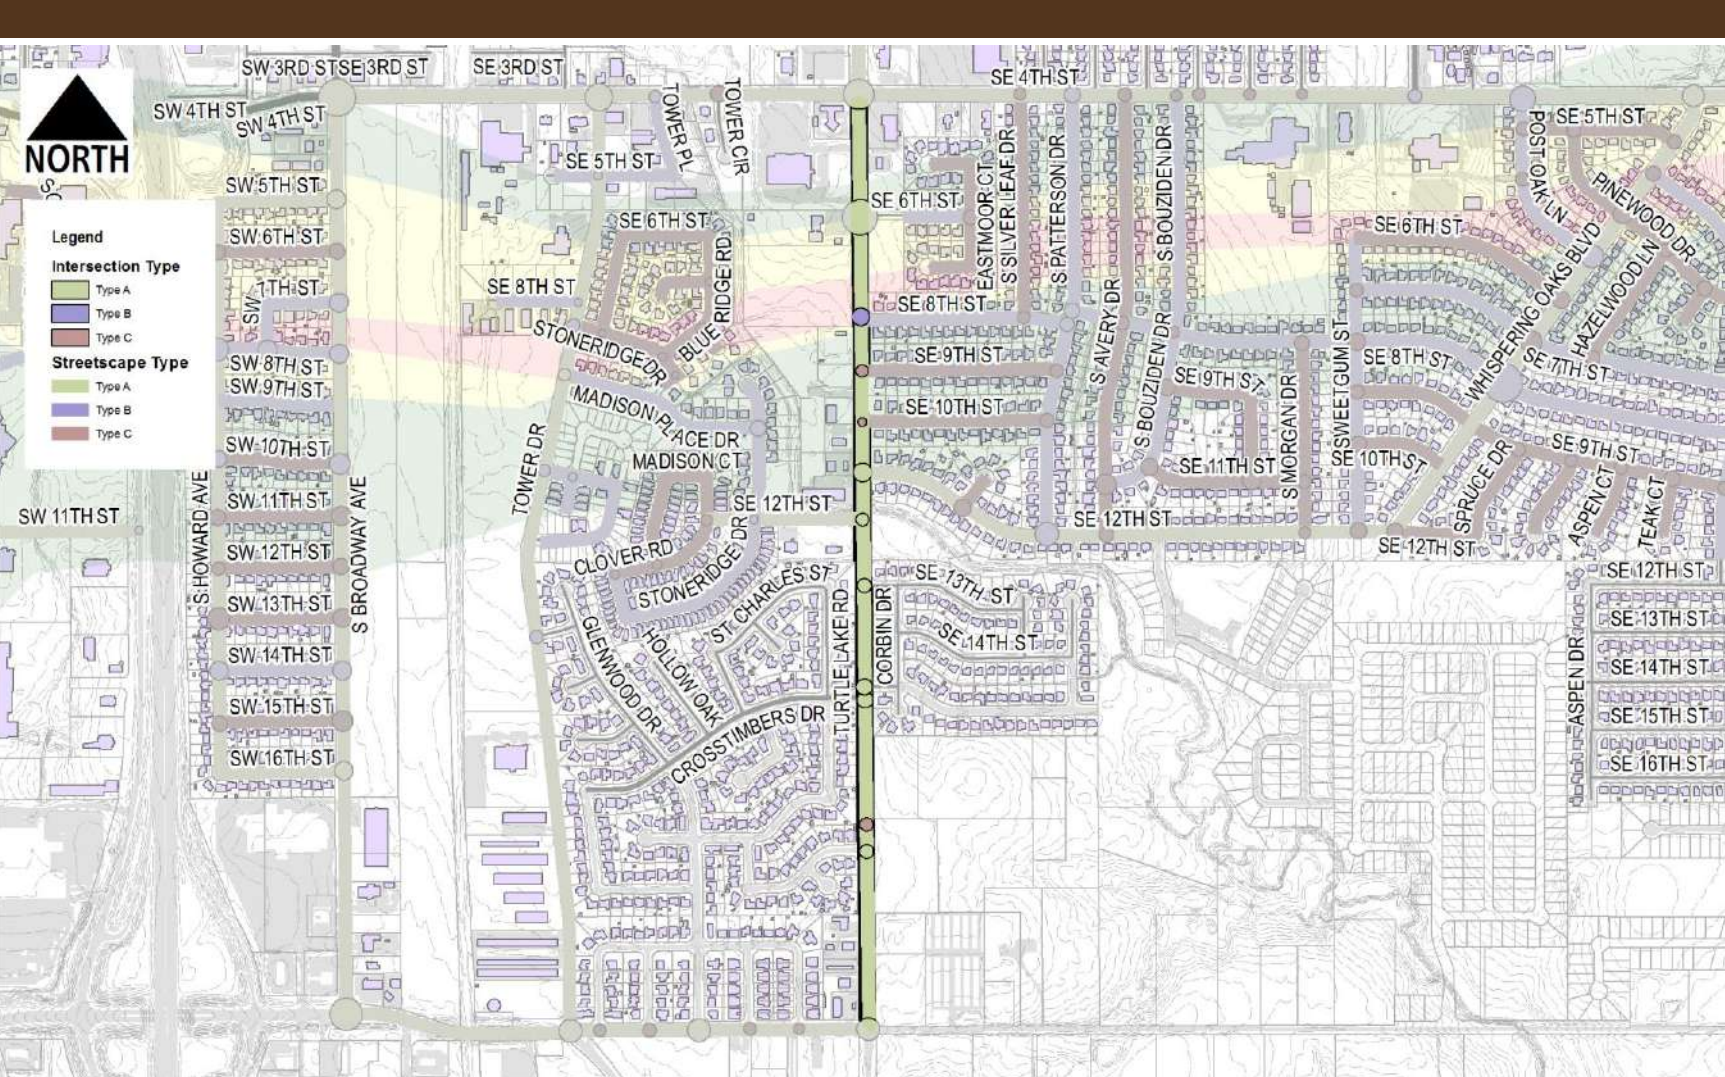 SW 3RD ST
SE 3RD ST
SE 3RD ST
SE 4TH ST
SW 4TH ST
SW 4TH ST
TOWER PL
TOWER CIR
NORTH
SE 5TH ST
SE 5TH ST
SW 5TH ST
SE 6TH ST
SE 6TH ST
SE 6TH ST
SW 6TH ST
EASTMOOR CT
S SILVER LEAF DR
S PATTERSON DR
S AVERY DR
S BOUZIDEN DR
S BOUZIDEN DR
POST OAK LN
PINEWOOD DR
WHISPERING OAKS BLVD
HAZELWOOD LN
Legend
Intersection Type
Type A
Type B
Type C
Streetscape Type
Type A
Type B
Type C
SW 7TH ST
SW
SE 8TH ST
SE 8TH ST
SE 8TH ST
SE 7TH ST
BLUE RIDGE RD
STONERIDGE DR
SW 8TH ST
SW 9TH ST
SE 9TH ST
SE 9TH ST
SE 9TH ST
MADISON PLACE DR
MADISON CT
SE 10TH ST
SE 10TH ST
SW 10TH ST
S MORGAN DR
SWEETGUM ST
SE 11TH ST
SPRUCE DR
ASPEN CT
TEAK CT
TOWER DR
S HOWARD AVE
S BROADWAY AVE
SW 11TH ST
SW 11TH ST
SE 12TH ST
SE 12TH ST
SE 12TH ST
SE 12TH ST
SW 12TH ST
CLOVER RD
STONERIDGE DR
ST CHARLES ST
SW 13TH ST
SE 13TH ST
SE 13TH ST
GLENWOOD DR
HOLLOW OAK
TURTLE LAKE RD
CORBIN DR
SE 14TH ST
SW 14TH ST
SE 14TH ST
ASPEN DR
SW 15TH ST
CROSSTIMBERS DR
SE 15TH ST
SW 16TH ST
SE 16TH ST